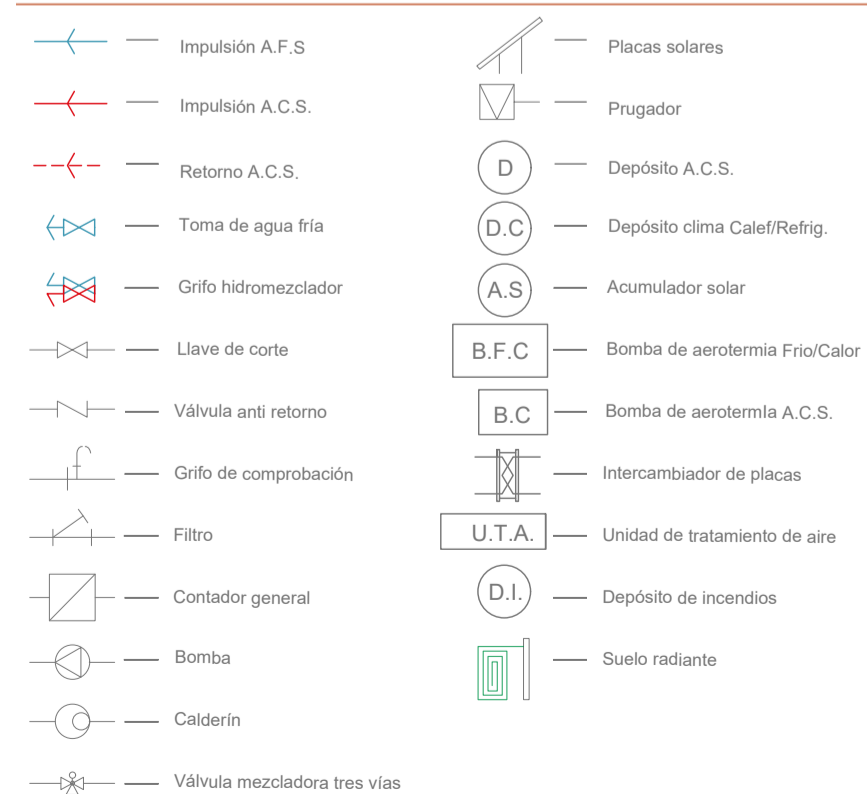 Impulsión A.F.S
Impulsión A.C.S.
Retorno A.C.S.
Toma de agua fría
Grifo hidromezclador
Llave de corte
Válvula anti retorno
Grifo de comprobación
Filtro
Contador general
Bomba
Calderín
Válvula mezcladora tres vías
Placas solares
Prugador
D Depósito A.C.S.
D.C Depósito clima Calef/Refrig.
A.S Acumulador solar
B.F.C Bomba de aerotermia Frio/Calor
B.C Bomba de aerotermIa A.C.S.
Intercambiador de placas
U.T.A. Unidad de tratamiento de aire
D.I. Depósito de incendios
Suelo radiante